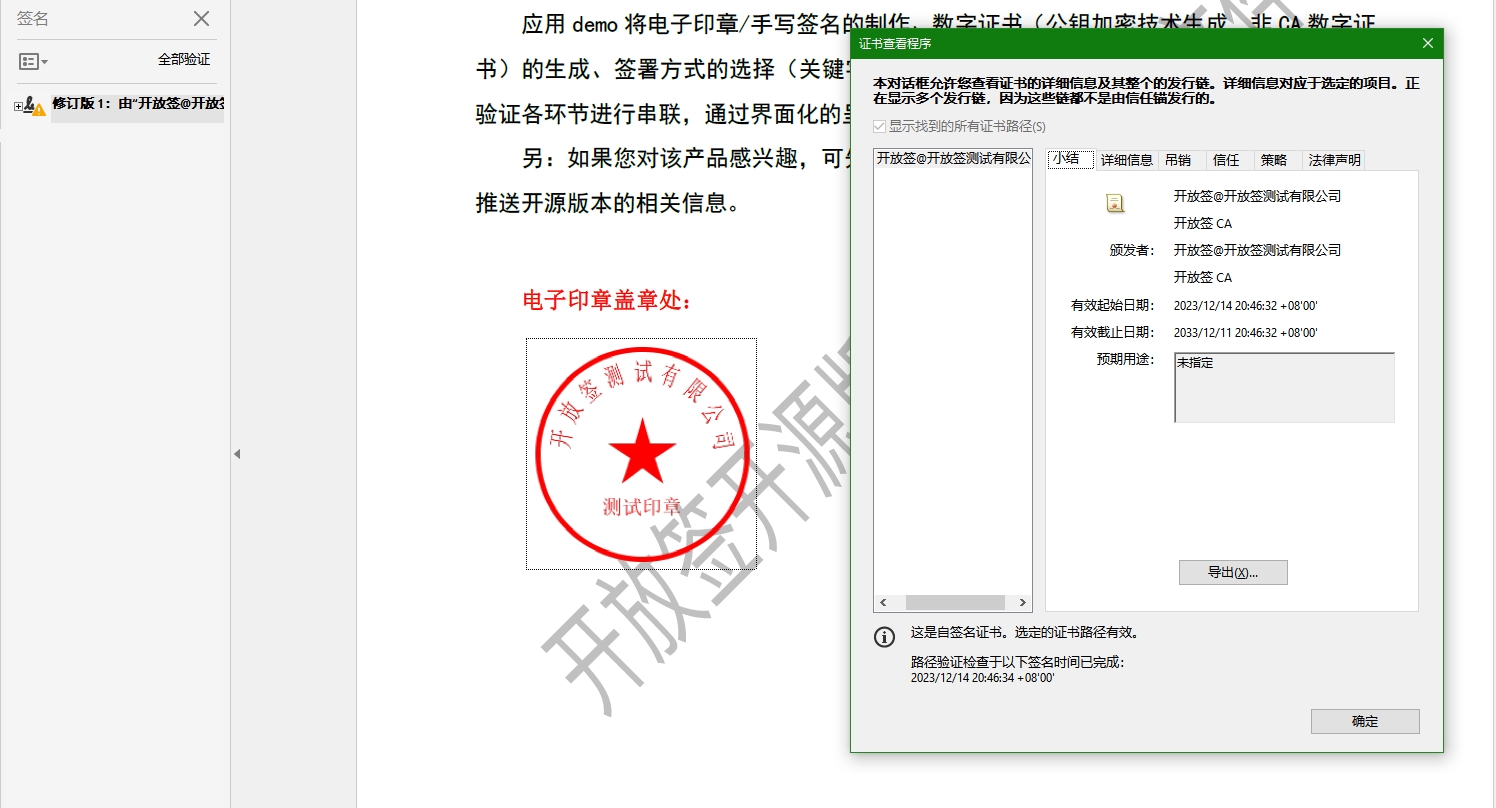 签名
全部验证
修订版 1：由“开放签@开放签
应用 demo 将电子印章/手写签名的制作、数字证书（公钥加密技术生成，非 CA 数字证
书）的生成、签署方式的选择（关键
验证各环节进行串联，通过界面化的
另：如果您对该产品感兴趣，可
推送开源版本的相关信息。
电子印章盖章处：
开放签测试有限公司
测试印章
开放签开源版
件
证书查看程序
本对话框允许您查看证书的详细信息及其整个的发行链。详细信息对应于选定的项目。正
在显示多个发行链，因为这些链都不是由信任锚发行的。
显示找到的所有证书路径(S)
开放签@开放签测试有限公
小结 详细信息 吊销 信任 策略 法律声明
开放签@开放签测试有限公司
开放签 CA
颁发者： 开放签@开放签测试有限公司
开放签 CA
有效起始日期： 2023/12/14 20:46:32 +08'00'
有效截止日期： 2033/12/11 20:46:32 +08'00'
预期用途： 未指定
导出(X)...
这是自签名证书。选定的证书路径有效。
路径验证检查于以下签名时间已完成：
2023/12/14 20:46:34 +08'00'
确定